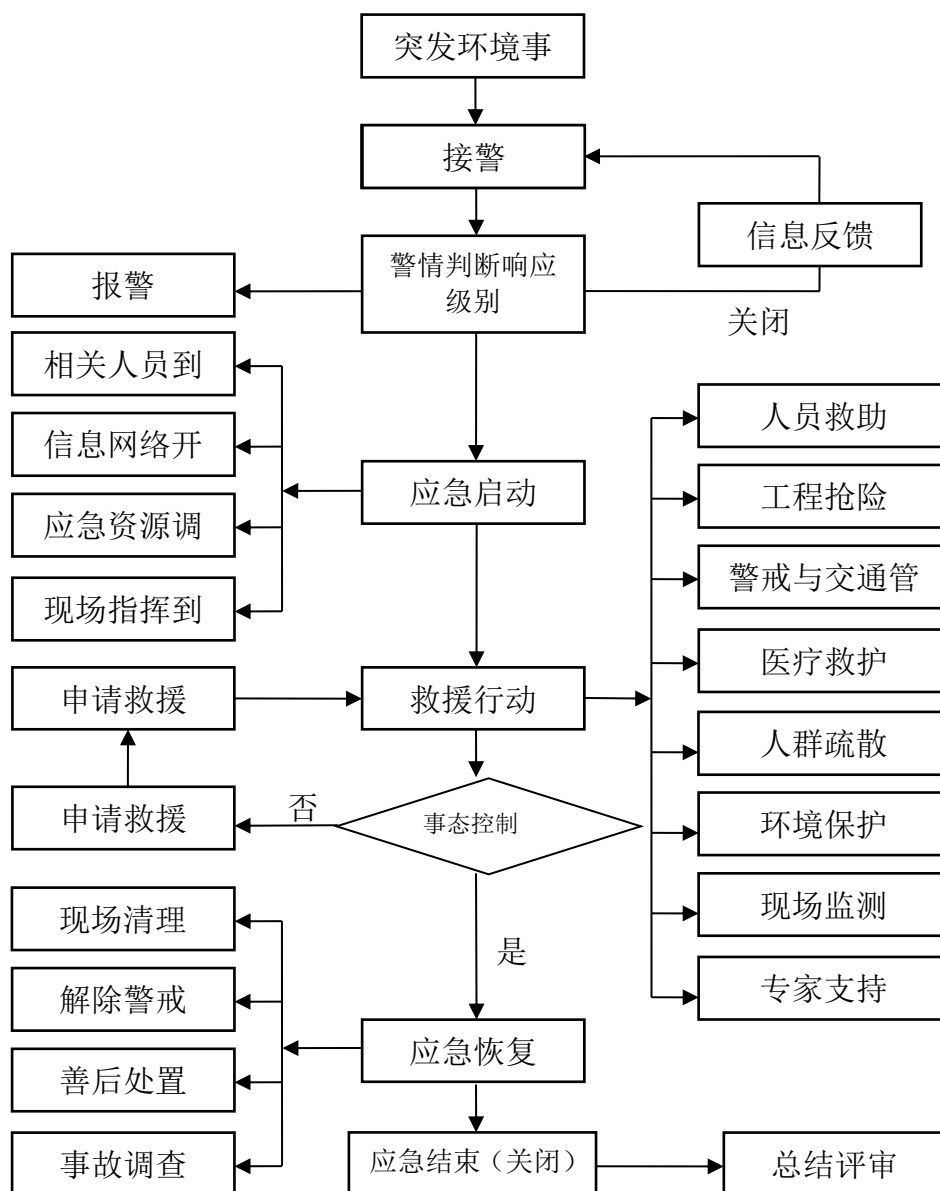 突发环境事
接警
信息反馈
警情判断响应
级别
报警
关闭
相关人员到
信息网络开
应急启动
应急资源调
现场指挥到
人员救助
工程抢险
警戒与交通管
医疗救护
人群疏散
环境保护
现场监测
专家支持
申请救援
救援行动
申请救援
否
事态控制
是
现场清理
解除警戒
善后处置
事故调查
应急恢复
应急结束（关闭）
总结评审